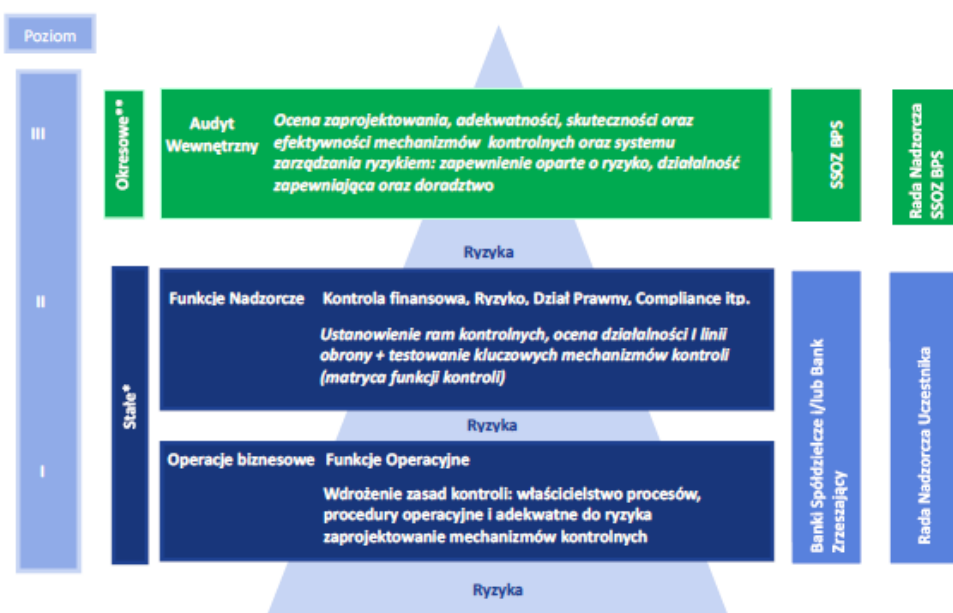 Poziom
III
Okresowe**
Audyt
Wewnętrzny
Ocena zaprojektowania, adekwatności, skuteczności oraz
efektywności mechanizmów kontrolnych oraz systemu
zarządzania ryzykiem: zapewnienie oparte o ryzyko, działalność
zapewniająca oraz doradztwo
SSOZ BPS
Rada Nadzorcza
SSOZ BPS
Ryzyka
II
Stałe*
Funkcje Nadzorcze
Kontrola finansowa, Ryzyko, Dział Prawny, Compliance itp.
Ustanowienie ram kontrolnych, ocena działalności I linii
obrony + testowanie kluczowych mechanizmów kontroli
(matryca funkcji kontroli)
Ryzyka
I
Operacje biznesowe
Funkcje Operacyjne
Wdrożenie zasad kontroli: właścicielstwo procesów,
procedury operacyjne i adekwatne do ryzyka
zaprojektowanie mechanizmów kontrolnych
Banki Spółdzielcze i/lub Bank
Zrzeszający
Rada Nadzorcza Uczestnika
Ryzyka